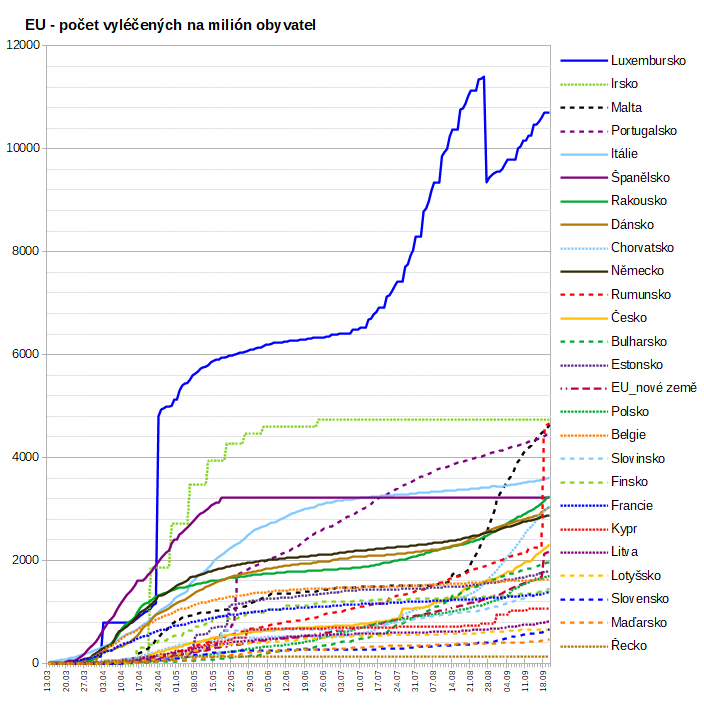 EU - počet vyléčených na milión obyvatel
12000
10000
8000
6000
4000
2000
0
13.03
20.03
27.03
03.04
10.04
17.04
24.04
01.05
08.05
15.05
22.05
29.05
05.06
12.06
19.06
26.06
03.07
10.07
17.07
24.07
31.07
07.08
14.08
21.08
28.08
04.09
11.09
18.09
Luxembursko
Irsko
Malta
Portugalsko
Itálie
Španělsko
Rakousko
Dánsko
Chorvatsko
Německo
Rumunsko
Česko
Bulharsko
Estonsko
EU_nové země
Polsko
Belgie
Slovinsko
Finsko
Francie
Kypr
Litva
Lotyšsko
Slovensko
Maďarsko
Řecko